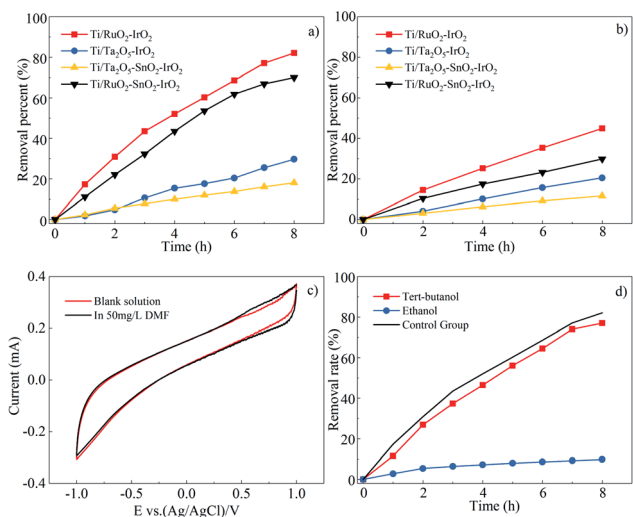 100
80
60
40
20
0
0
2
4
6
8
Removal percent (%)
Time (h)
a)
Ti/RuO₂-IrO₂
Ti/Ta₂O₅-IrO₂
Ti/Ta₂O₅-SnO₂-IrO₂
Ti/RuO₂-SnO₂-IrO₂
100
80
60
40
20
0
0
2
4
6
8
Removal percent (%)
Time (h)
b)
Ti/RuO₂-IrO₂
Ti/Ta₂O₅-IrO₂
Ti/Ta₂O₅-SnO₂-IrO₂
Ti/RuO₂-SnO₂-IrO₂
0.4
0.2
0.0
-0.2
-0.4
-1.0
-0.5
0.0
0.5
1.0
Current (mA)
E vs.(Ag/AgCl)/V
c)
Blank solution
In 50mg/L DMF
100
80
60
40
20
0
0
1
2
3
4
5
6
7
8
Removal rate (%)
Time (h)
d)
Tert-butanol
Ethanol
Control Group